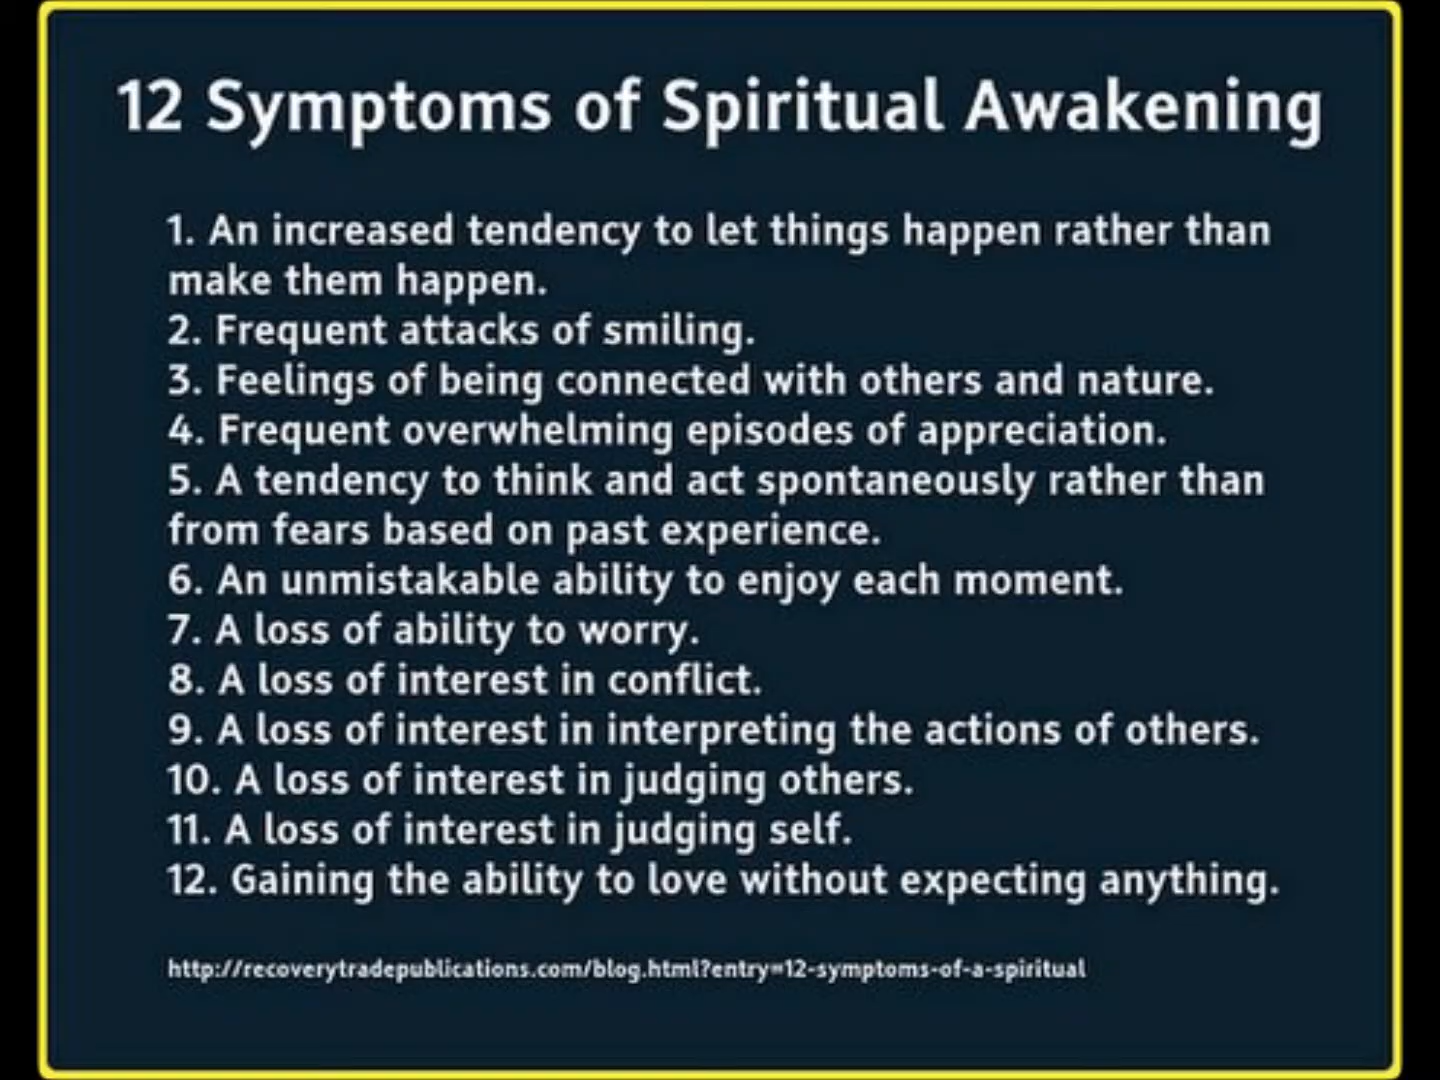 12 Symptoms of Spiritual Awakening
1. An increased tendency to let things happen rather than
make them happen.
2. Frequent attacks of smiling.
3. Feelings of being connected with others and nature.
4. Frequent overwhelming episodes of appreciation.
5. A tendency to think and act spontaneously rather than
from fears based on past experience.
6. An unmistakable ability to enjoy each moment.
7. A loss of ability to worry.
8. A loss of interest in conflict.
9. A loss of interest in interpreting the actions of others.
10. A loss of interest in judging others.
11. A loss of interest in judging self.
12. Gaining the ability to love without expecting anything.
http://recoverytradepublications.com/blog.html?entry=12-symptoms-of-a-spiritual